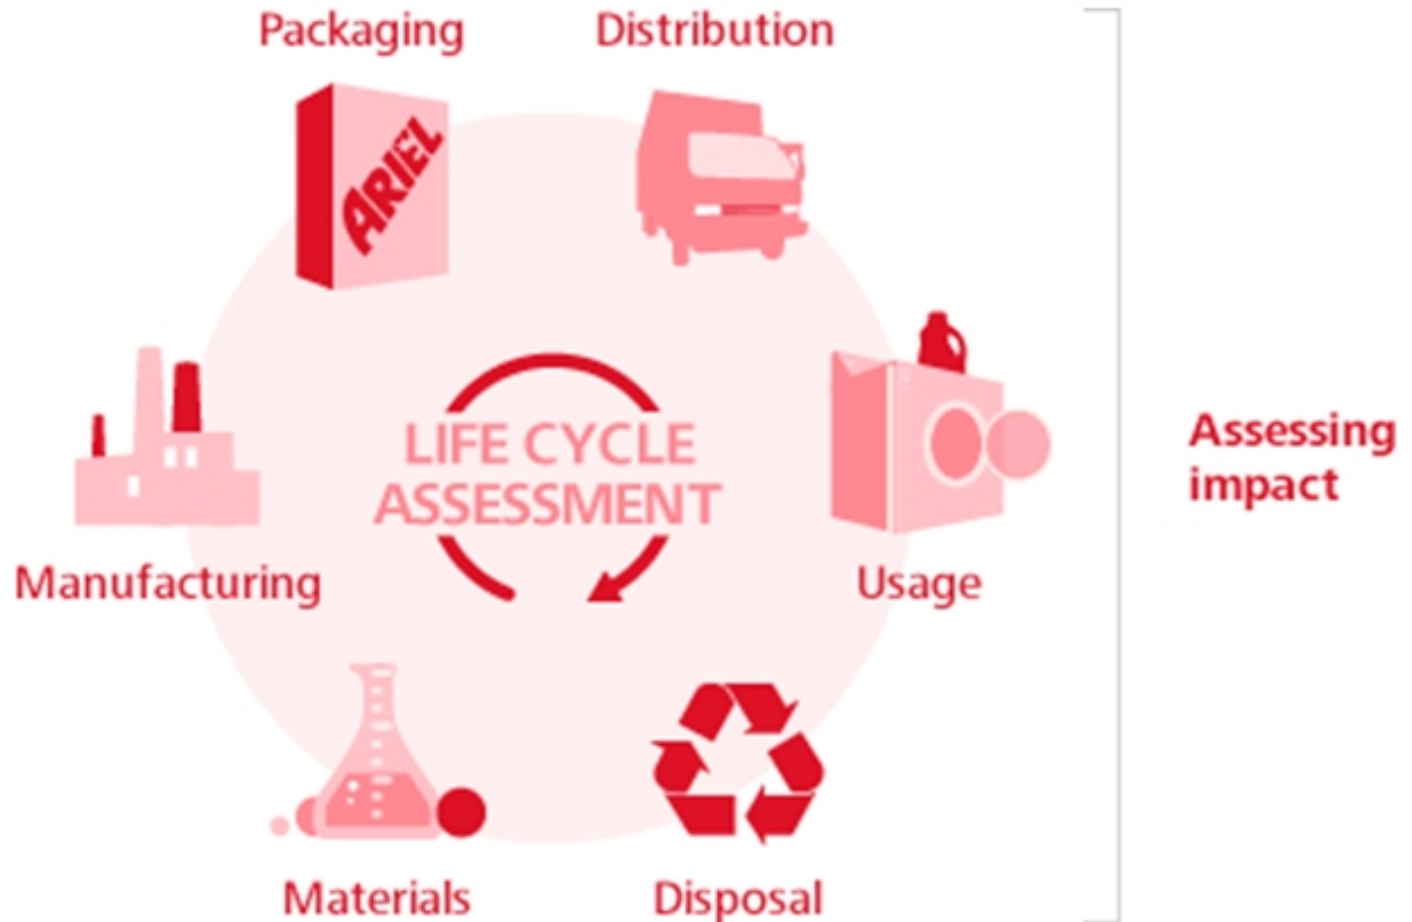 Packaging
Distribution
ARIEL
LIFE CYCLE
ASSESSMENT
Assessing
impact
Manufacturing
Usage
Materials
Disposal